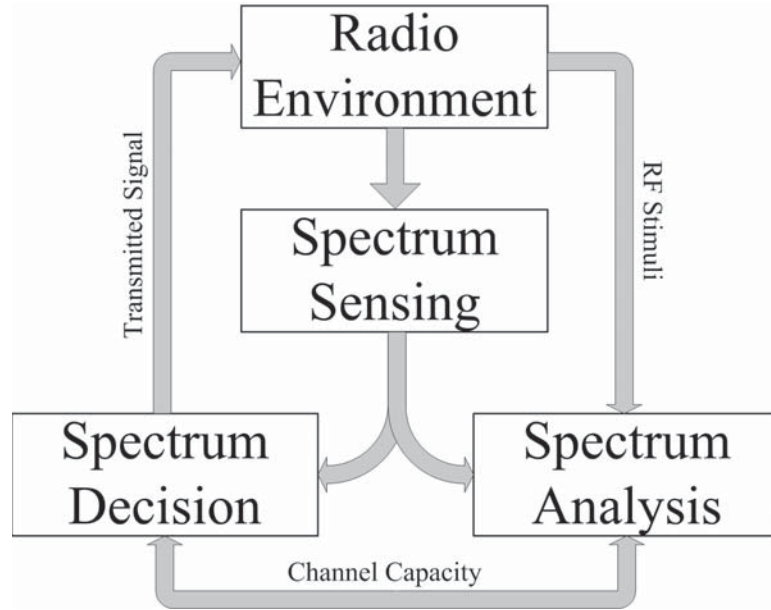 Radio
Environment
Transmitted Signal
RF Stimuli
Spectrum
Sensing
Spectrum
Decision
Spectrum
Analysis
Channel Capacity